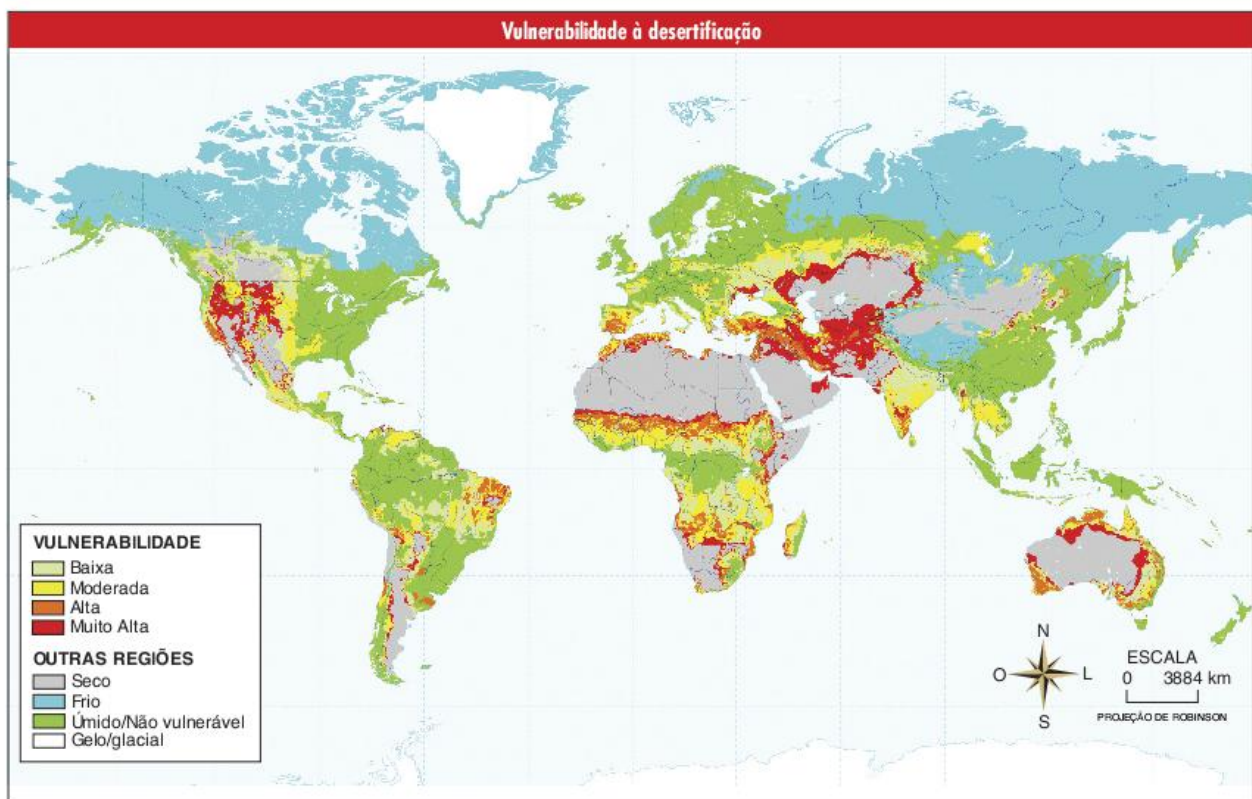 Vulnerabilidade à desertificação
VULNERABILIDADE
Baixa
Moderada
Alta
Muito Alta
OUTRAS REGIÕES
Seco
Frio
Úmido/Não vulnerável
Gelo/glacial
N
O
L
S
ESCALA
0 3884 km
PROJEÇÃO DE ROBINSON